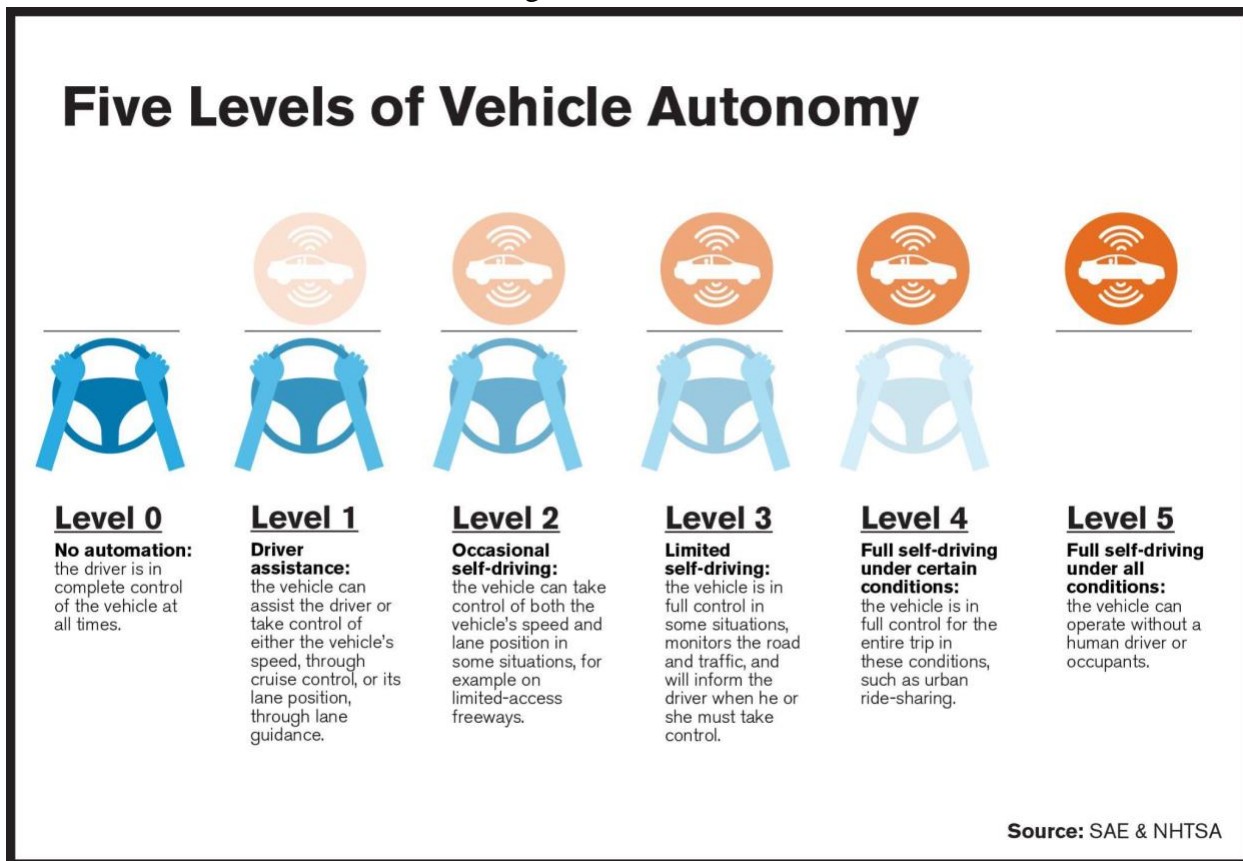 Five Levels of Vehicle Autonomy
Level 0
No automation:
the driver is in
complete control
of the vehicle at
all times.
Level 1
Driver
assistance:
the vehicle can
assist the driver or
take control of
either the vehicle's
speed, through
cruise control, or its
lane position,
through lane
guidance.
Level 2
Occasional
self-driving:
the vehicle can take
control of both the
vehicle's speed and
lane position in
some situations, for
example on
limited-access
freeways.
Level 3
Limited
self-driving:
the vehicle is in
full control in
some situations,
monitors the road
and traffic, and
will inform the
driver when he or
she must take
control.
Level 4
Full self-driving
under certain
conditions:
the vehicle is in
full control for the
entire trip in
these conditions,
such as urban
ride-sharing.
Level 5
Full self-driving
under all
conditions:
the vehicle can
operate without a
human driver or
occupants.
Source: SAE & NHTSA